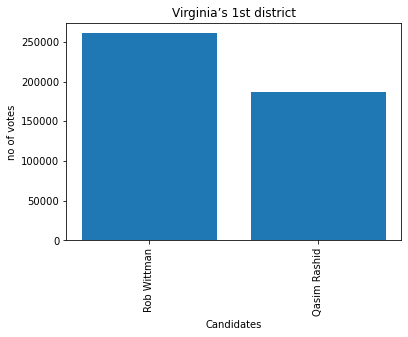 Virginia’s 1st district
no of votes
250000
200000
150000
100000
50000
0
Rob Wittman
Qasim Rashid
Candidates